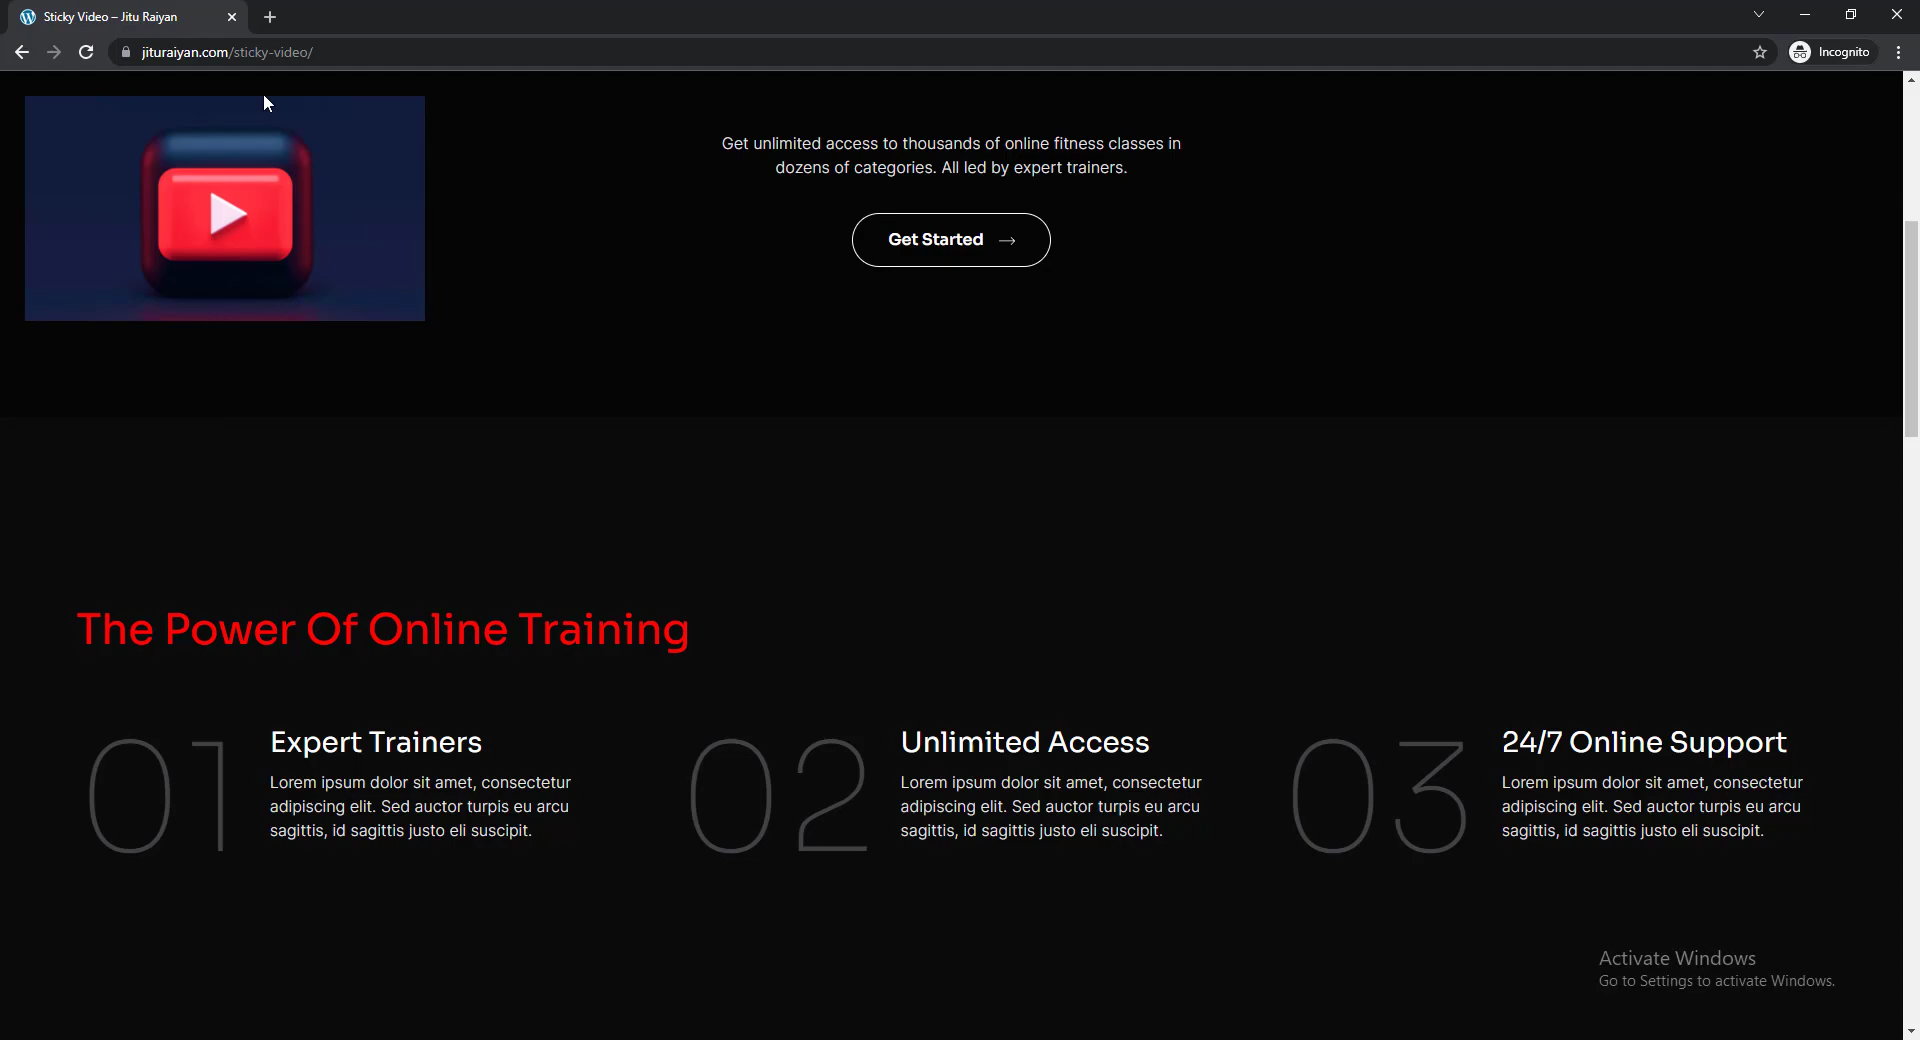 Sticky Video – Jitu Raiyan
jituraiyan.com/sticky-video/
Incognito
Get unlimited access to thousands of online fitness classes in
dozens of categories. All led by expert trainers.
Get Started →
The Power Of Online Training
01
Expert Trainers
Lorem ipsum dolor sit amet, consectetur
adipiscing elit. Sed auctor turpis eu arcu
sagittis, id sagittis justo eli suscipit.
02
Unlimited Access
Lorem ipsum dolor sit amet, consectetur
adipiscing elit. Sed auctor turpis eu arcu
sagittis, id sagittis justo eli suscipit.
03
24/7 Online Support
Lorem ipsum dolor sit amet, consectetur
adipiscing elit. Sed auctor turpis eu arcu
sagittis, id sagittis justo eli suscipit.
Activate Windows
Go to Settings to activate Windows.